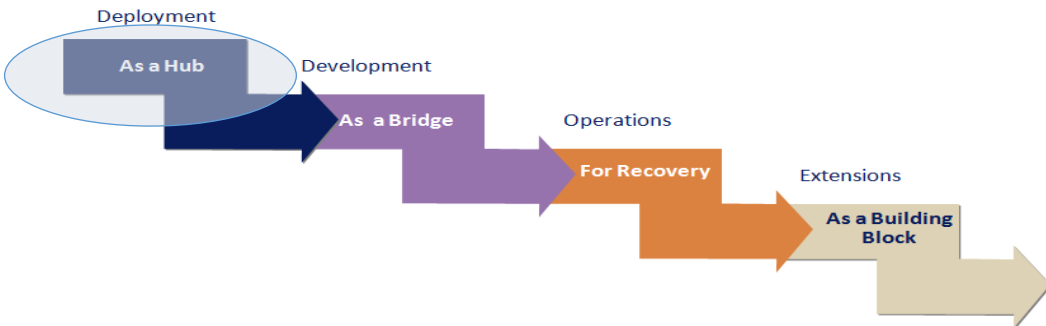 Deployment
As a Hub
Development
As a Bridge
Operations
For Recovery
Extensions
As a Building
Block